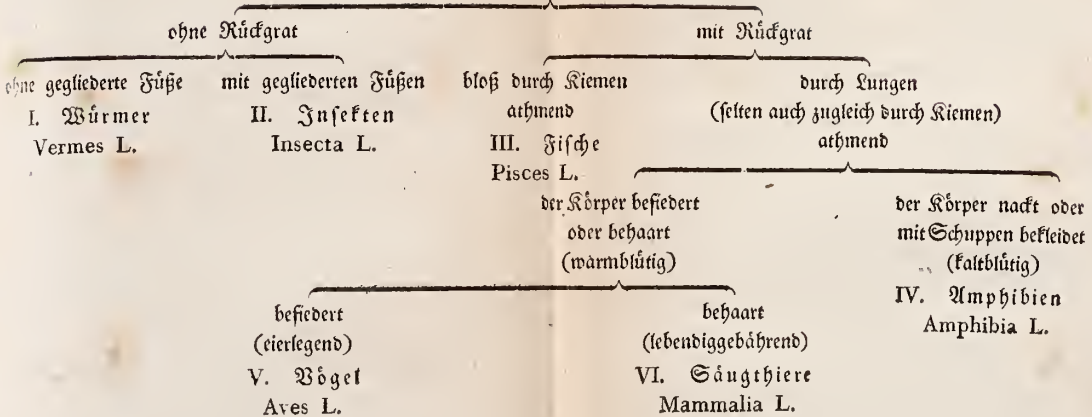 ohne Rückgrat
mit Rückgrat
ohne gegliederte Füße
mit gegliederten Füßen
bloß durch Kiemen
durch Lungen
I. Würmer
II. Insekten
athmend
(selten auch zugleich durch Kiemen)
Vermes L.
Insecta L.
III. Fische
athmend
Pisces L.
der Körper befiedert
der Körper nackt oder
oder behaart
mit Schuppen bekleidet
(warmblütig)
(kaltblütig)
IV. Amphibien
befiedert
behaart
Amphibia L.
(eierlegend)
(lebendiggebährend)
V. Vögel
VI. Säugthiere
Aves L.
Mammalia L.